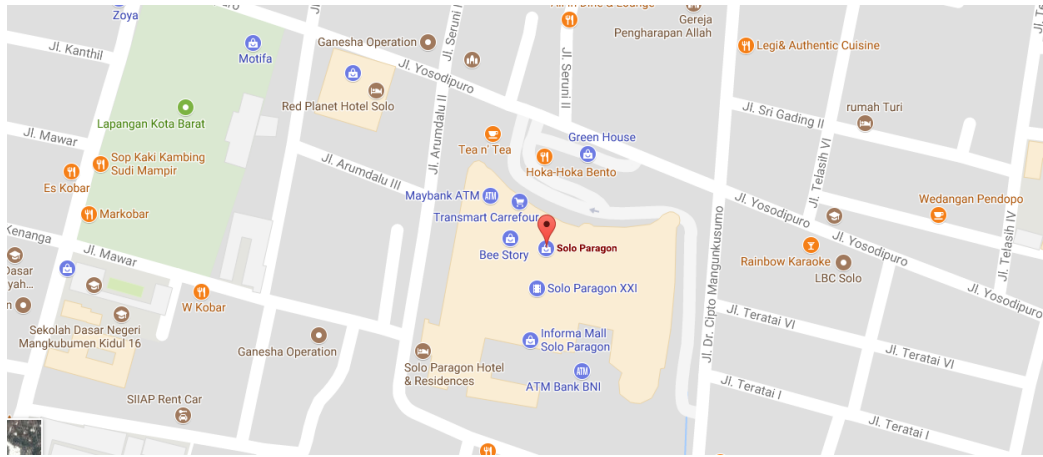 Zoya
Jl. Kanthil
Motifa
Ganesha Operation
Jl. Seruni I
Jl. Yosodipuro
Jl. Seruni II
Gereja
Pengharapan Allah
Legi& Authentic Cuisine
Red Planet Hotel Solo
Lapangan Kota Barat
Jl. Mawar
Sop Kaki Kambing
Sudi Mampir
Es Kobar
Markobar
Jl. Arumdalu II
Jl. Arumdalu III
Tea n' Tea
Green House
Hoka-Hoka Bento
Jl. Sri Gading II
rumah Turi
Jl. Telasih VI
Wedangan Pendopo
Jl. Telasih IV
Maybank ATM
ATM
Transmart Carrefour
Bee Story
Solo Paragon
Solo Paragon XXI
Informa Mall
Solo Paragon
ATM
ATM Bank BNI
Solo Paragon Hotel
& Residences
Jl. Dr. Cipto Mangunkusumo
Jl. Yosodipuro
Jl. Yosodipuro
Jl. Yosodipuro
Rainbow Karaoke
LBC Solo
Jl. Teratai VI
Jl. Teratai VI
Jl. Teratai I
Jl. Teratai I
Kenanga
Jl. Mawar
W Kobar
Sekolah Dasar Negeri
Mangkubumen Kidul 16
Ganesha Operation
SIIAP Rent Car